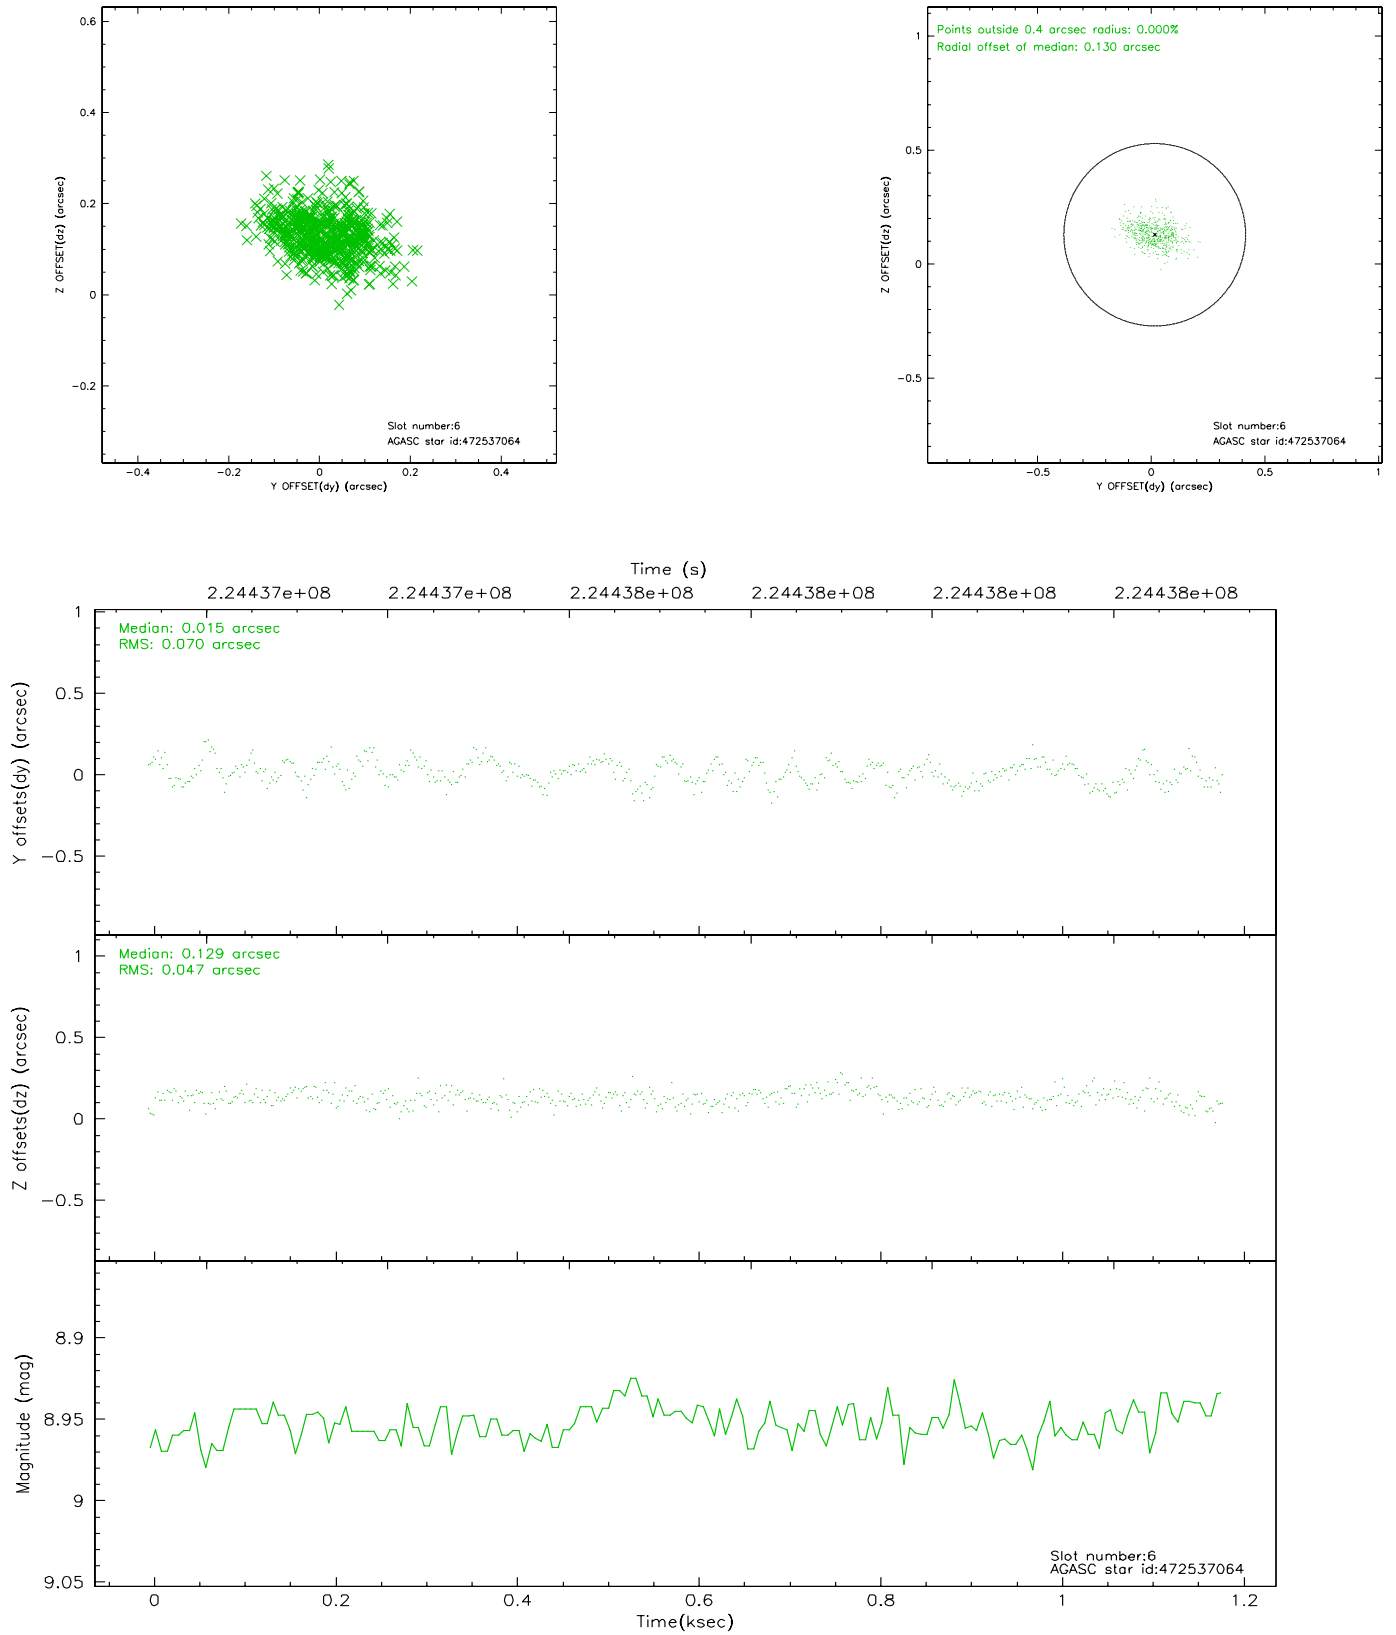 0.6
0.4
0.2
0
−0.2
Z OFFSET(dz) (arcsec)
Slot number:6
AGASC star id:472537064
−0.4 −0.2 0 0.2 0.4
Y OFFSET(dy) (arcsec)
Points outside 0.4 arcsec radius: 0.000%
Radial offset of median: 0.130 arcsec
1
0.5
0
−0.5
Z OFFSET(dz) (arcsec)
Slot number:6
AGASC star id:472537064
−0.5 0 0.5 1
Y OFFSET(dy) (arcsec)
Time (s)
2.24437e+08 2.24437e+08 2.24438e+08 2.24438e+08 2.24438e+08 2.24438e+08
Median: 0.015 arcsec
RMS: 0.070 arcsec
1
0.5
0
−0.5
Y offsets(dy) (arcsec)
Median: 0.129 arcsec
RMS: 0.047 arcsec
1
0.5
0
−0.5
Z offsets(dz) (arcsec)
8.9
8.95
9
9.05
Magnitude (mag)
Slot number:6
AGASC star id:472537064
0 0.2 0.4 0.6 0.8 1 1.2
Time(ksec)